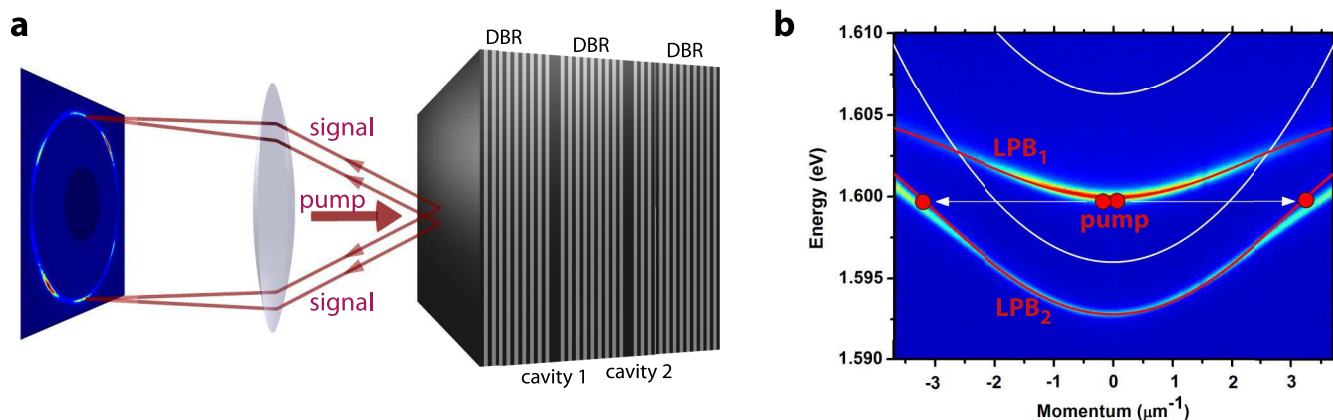 a
DBR
DBR
DBR
signal
pump
signal
cavity 1
cavity 2
b
1.610
1.605
1.600
1.595
1.590
Energy (eV)
LPB1
pump
LPB2
-3 -2 -1 0 1 2 3
Momentum (μm-1)